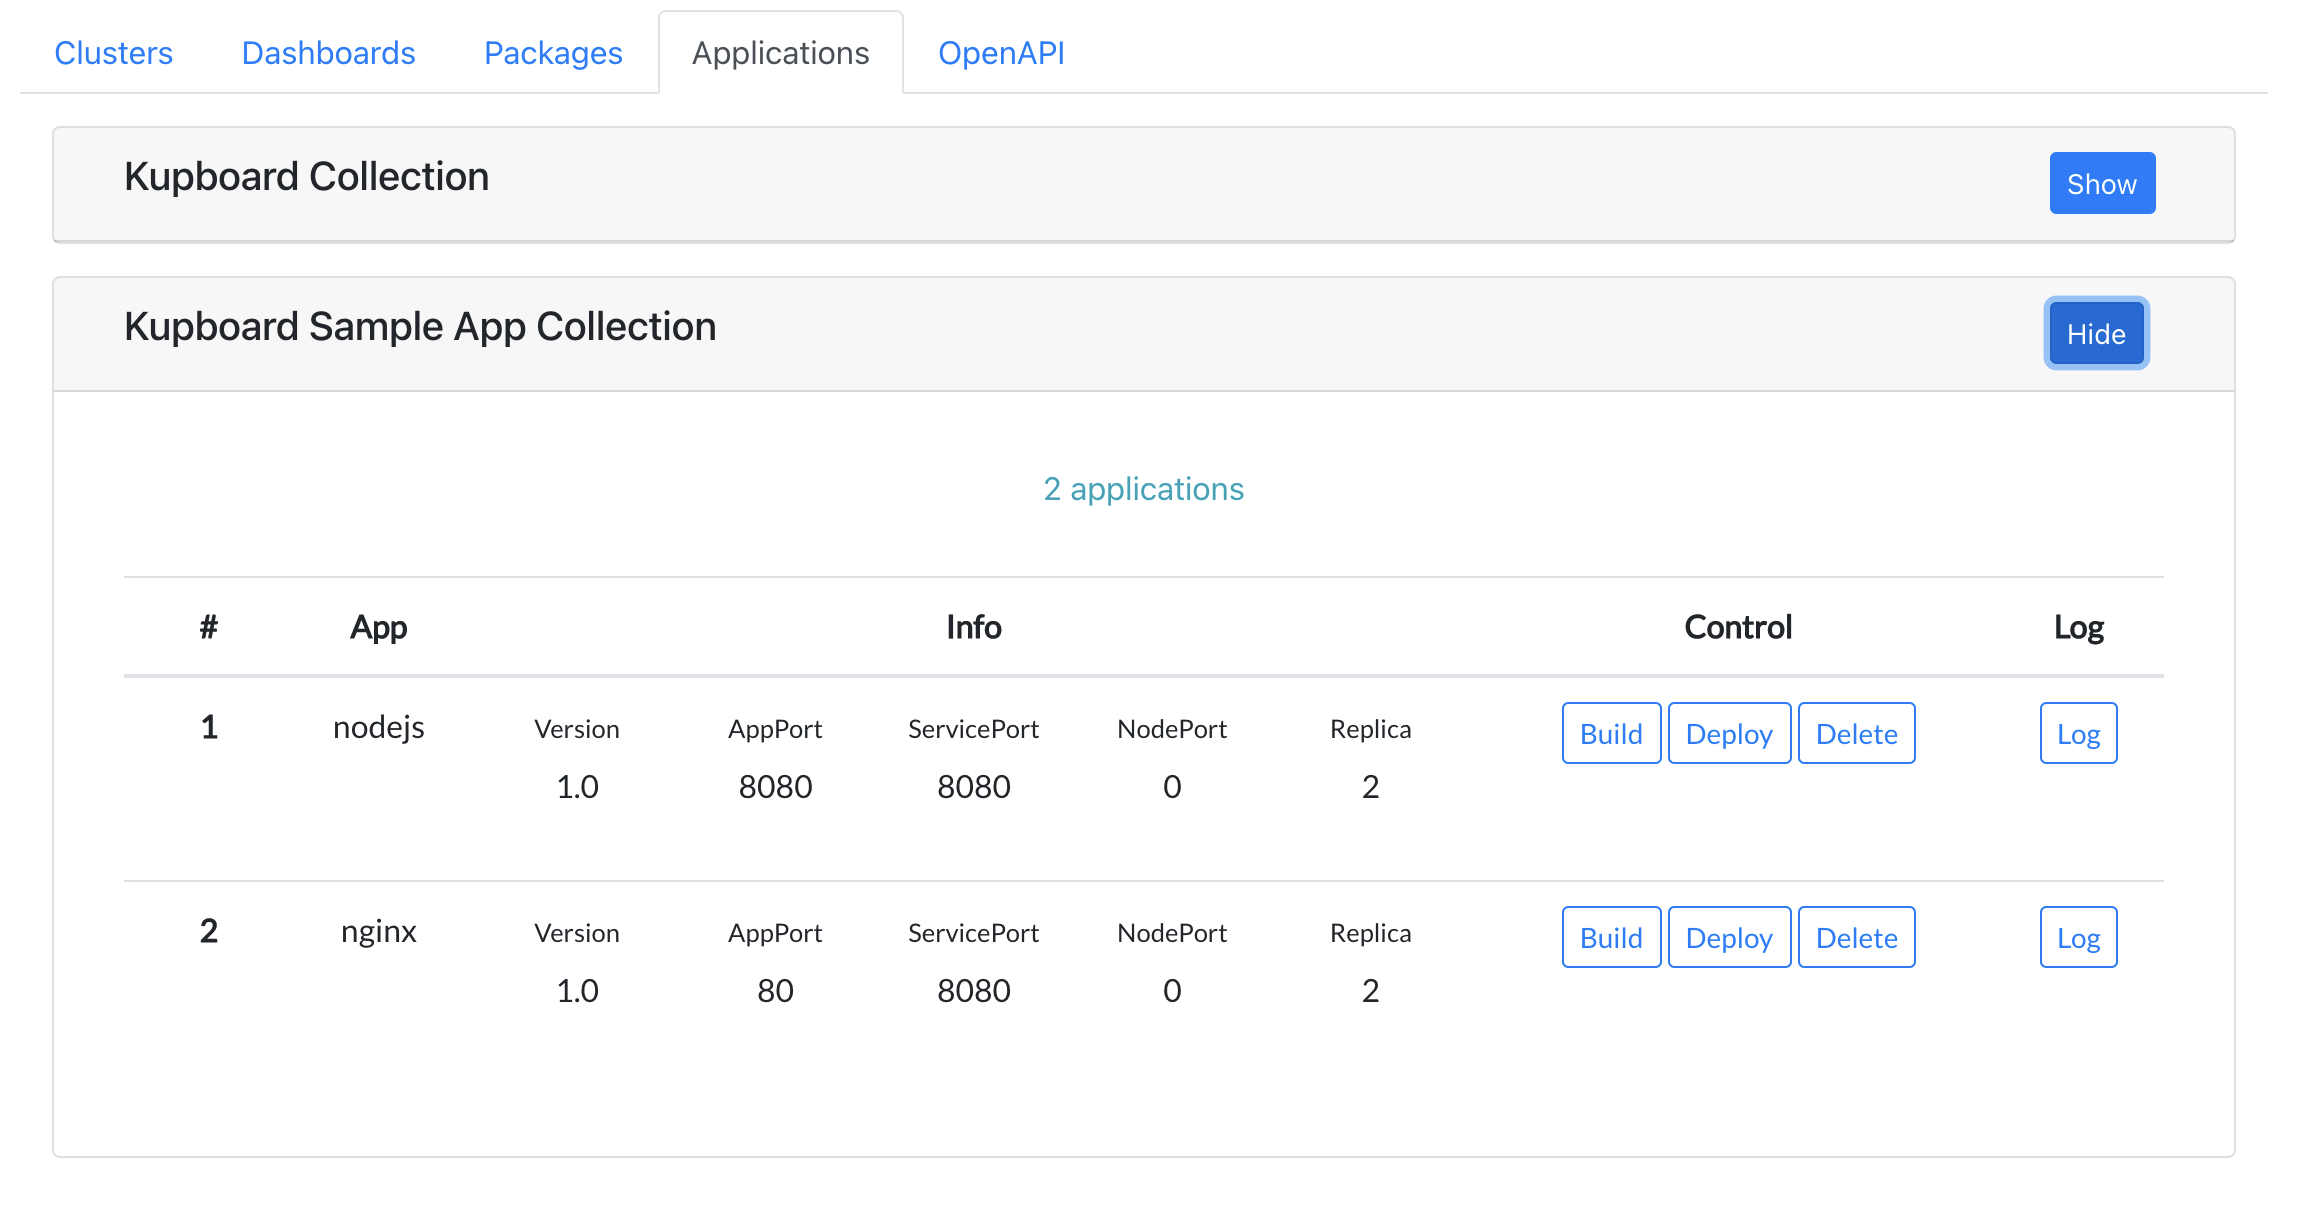 Clusters Dashboards Packages Applications OpenAPI
Kupboard Collection Show
Kupboard Sample App Collection Hide
2 applications
# App Info Control Log
1 nodejs Version AppPort ServicePort NodePort Replica Build Deploy Delete Log
1.0 8080 8080 0 2
2 nginx Version AppPort ServicePort NodePort Replica Build Deploy Delete Log
1.0 80 8080 0 2